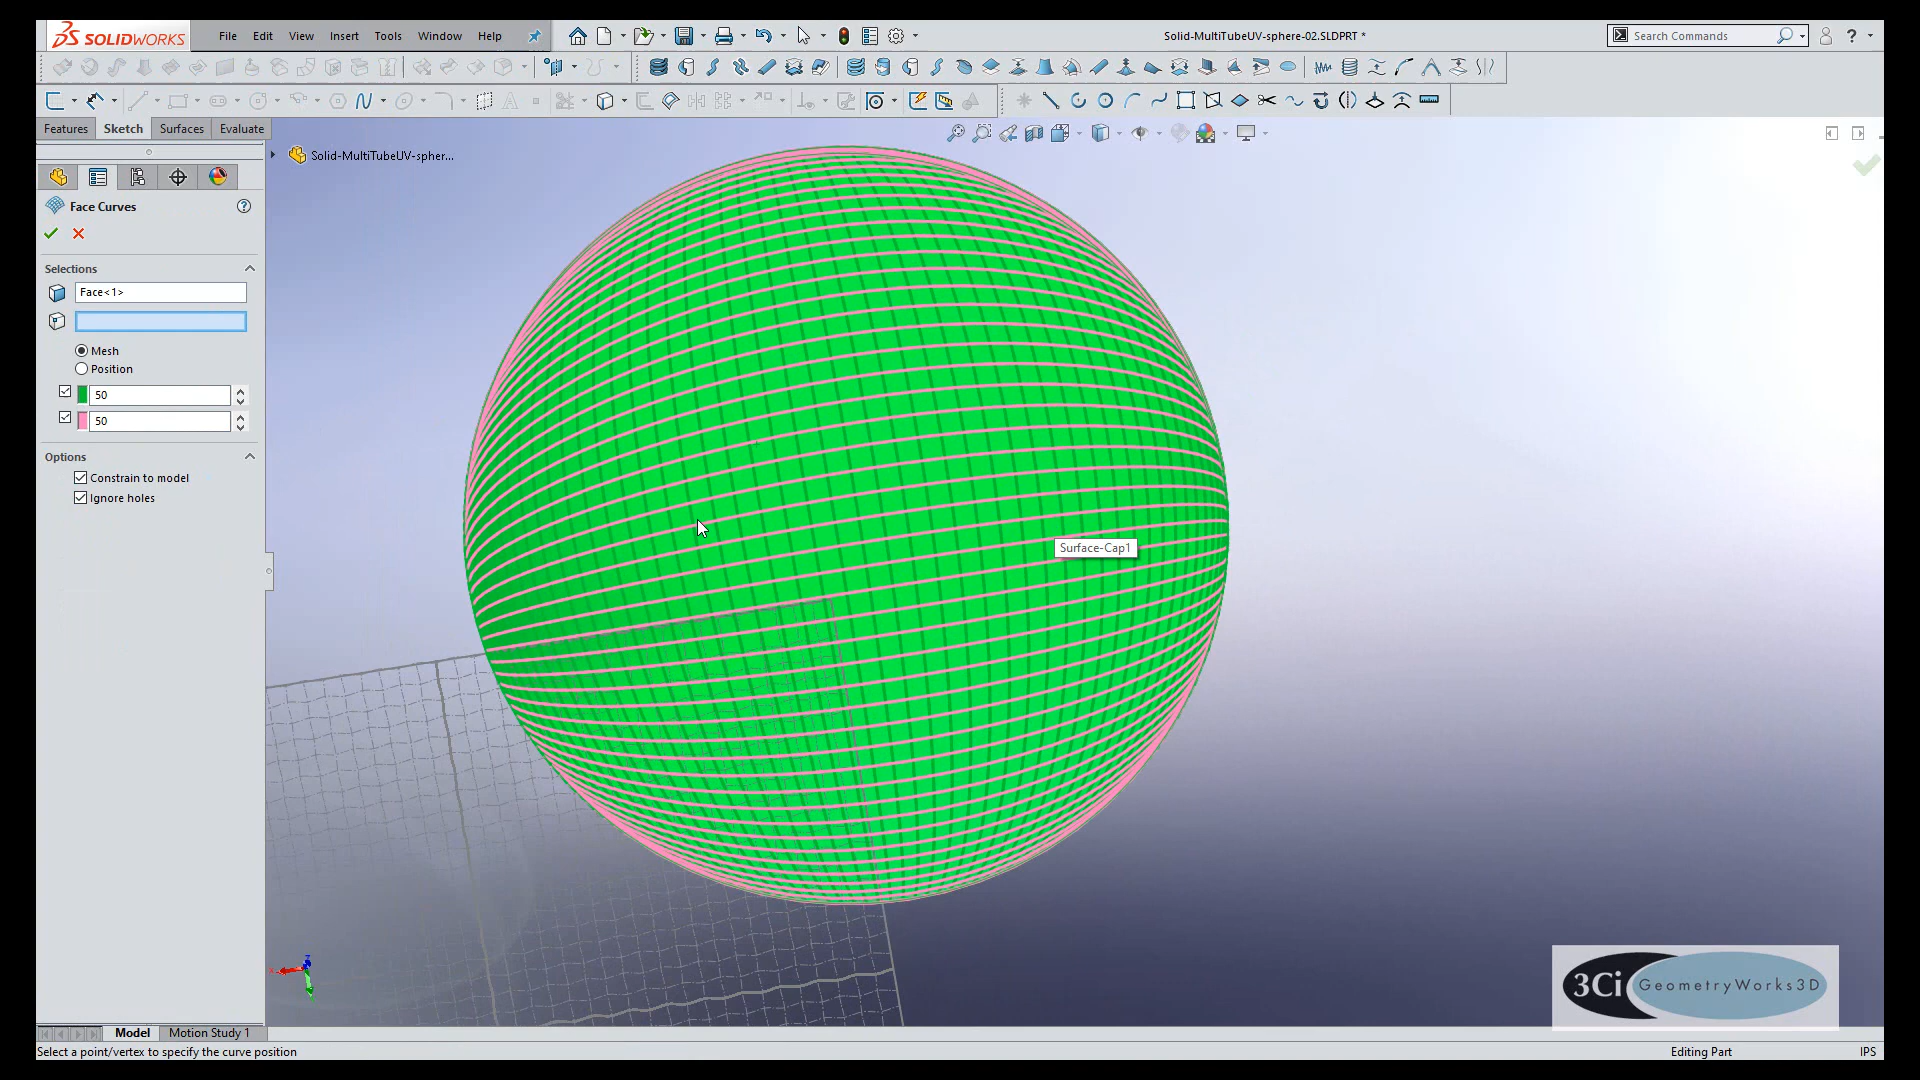 SOLIDWORKS File Edit View Insert Tools Window Help Solid-MultiTubeUV-sphere-02.SLDPRT * Search Commands ?
Features Sketch Surfaces Evaluate
Solid-MultiTubeUV-spher...
Face Curves ?
Selections
Face<1>
Mesh
Position
50
50
Options
Constrain to model
Ignore holes
Surface-Cap1
3Ci GeometryWorks3D
Model Motion Study 1
Select a point/vertex to specify the curve position Editing Part IPS